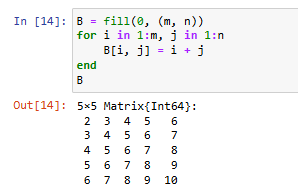 In [14]: B = fill(0, (m, n))
for i in 1:m, j in 1:n
    B[i, j] = i + j
end
B
Out[14]: 5×5 Matrix{Int64}:
 2  3  4  5   6
 3  4  5  6   7
 4  5  6  7   8
 5  6  7  8   9
 6  7  8  9  10